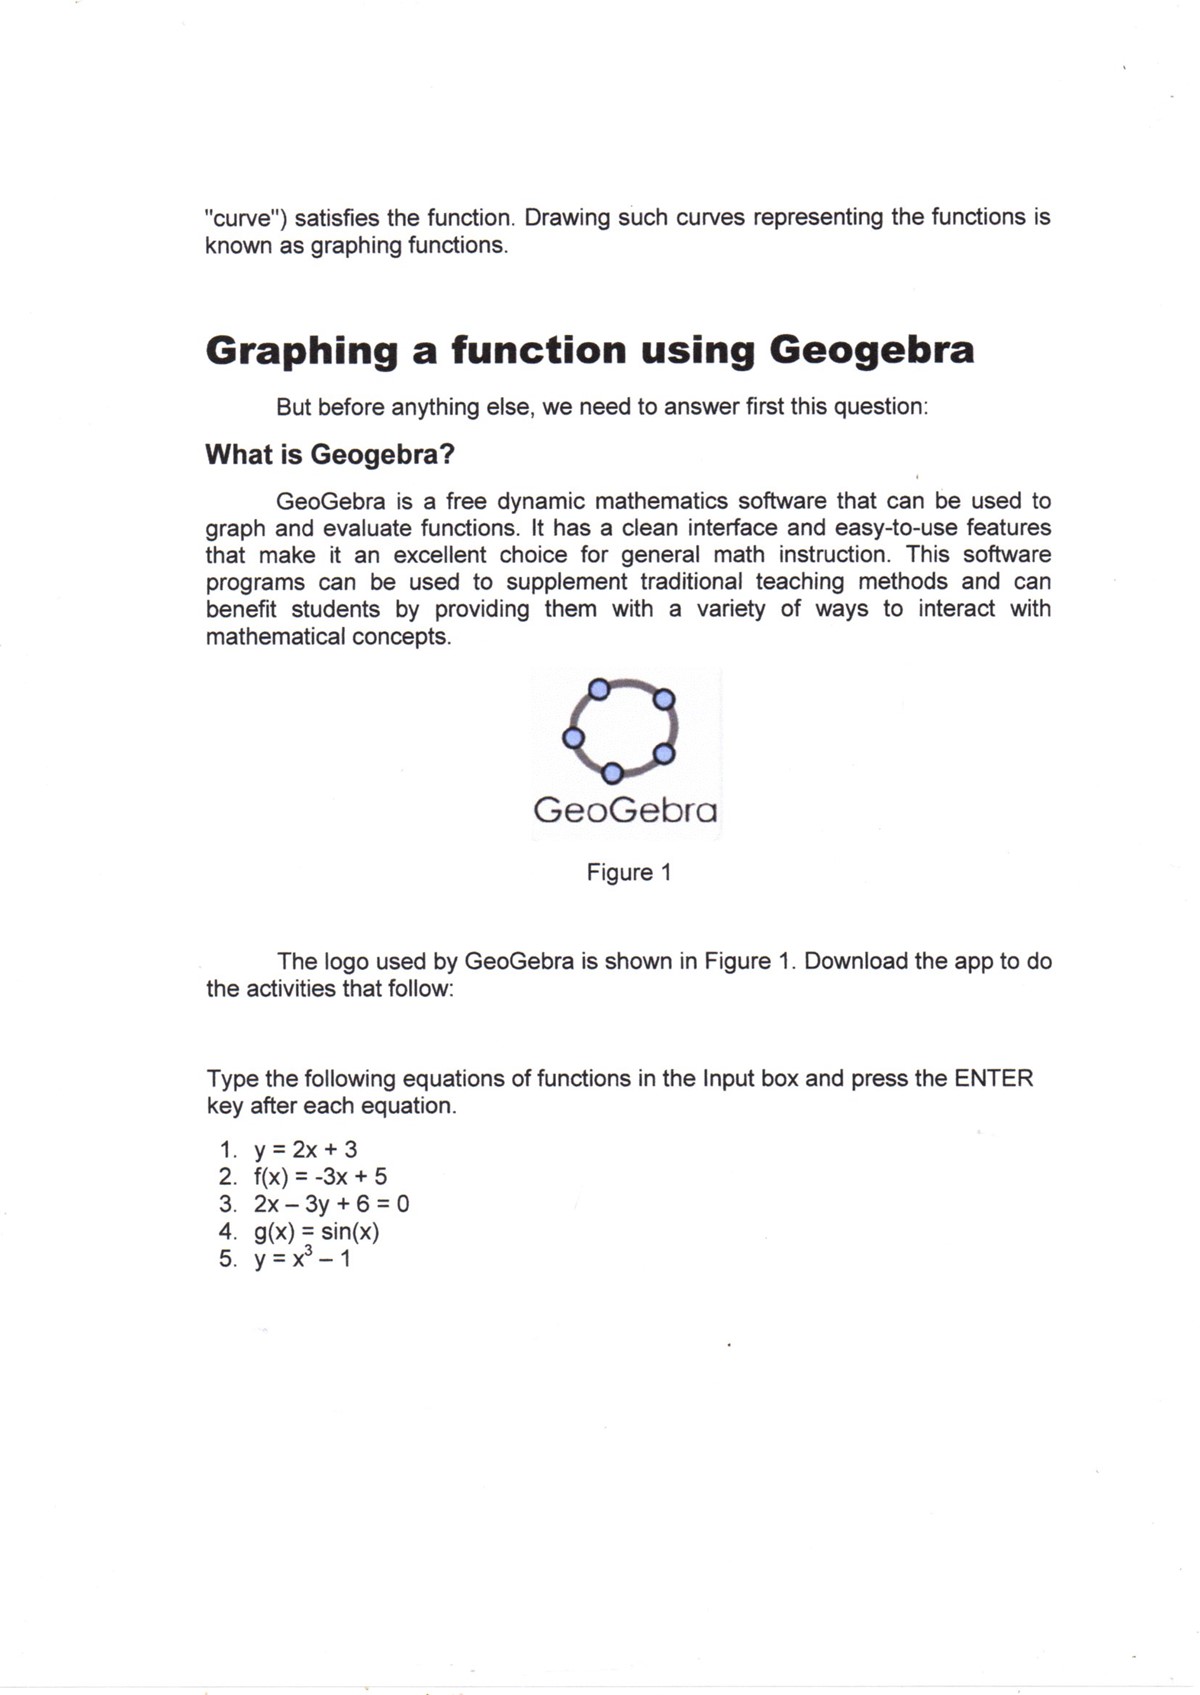 "curve") satisfies the function. Drawing such curves representing the functions is
known as graphing functions.
Graphing a function using Geogebra
But before anything else, we need to answer first this question:
What is Geogebra?
GeoGebra is a free dynamic mathematics software that can be used to
graph and evaluate functions. It has a clean interface and easy-to-use features
that make it an excellent choice for general math instruction. This software
programs can be used to supplement traditional teaching methods and can
benefit students by providing them with a variety of ways to interact with
mathematical concepts.
GeoGebra
Figure 1
The logo used by GeoGebra is shown in Figure 1. Download the app to do
the activities that follow:
Type the following equations of functions in the Input box and press the ENTER
key after each equation.
1. y = 2x + 3
2. f(x) = -3x + 5
3. 2x – 3y + 6 = 0
4. g(x) = sin(x)
5. y = x³ – 1